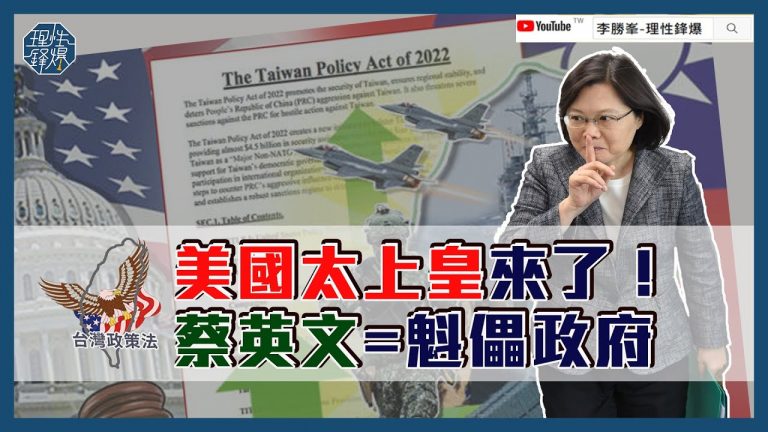 理性
鋒爆
YouTube TW
李勝峯-理性鋒爆
The Taiwan Policy Act of 2022
The Taiwan Policy Act of 2022 promotes the security of Taiwan, ensures regional stability, and
deters People's Republic of China (PRC) aggression against Taiwan. It also threatens severe
sanctions against the PRC for hostile action against Taiwan.
The Taiwan Policy Act of 2022 creates a new
providing almost $4.5 billion in security
Taiwan as a "Major Non-NATO
support for Taiwan's democratic
participation in international
steps to counter PRC's aggressive
and establishes a robust sanctions regime
SEC.1. Table of Contents.
美國太上皇來了！
台灣政策法
蔡英文=魁儡政府